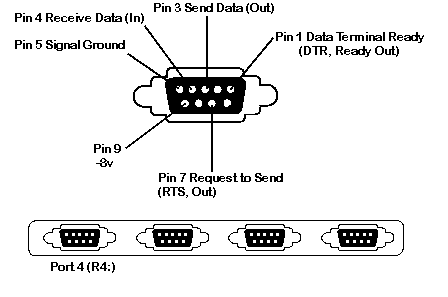 Pin 3 Send Data (Out)
Pin 4 Receive Data (In)
Pin 5 Signal Ground
Pin 1 Data Terminal Ready
(DTR, Ready Out)
Pin 9
-8v
Pin 7 Request to Send
(RTS, Out)
Port 4 (R4:)